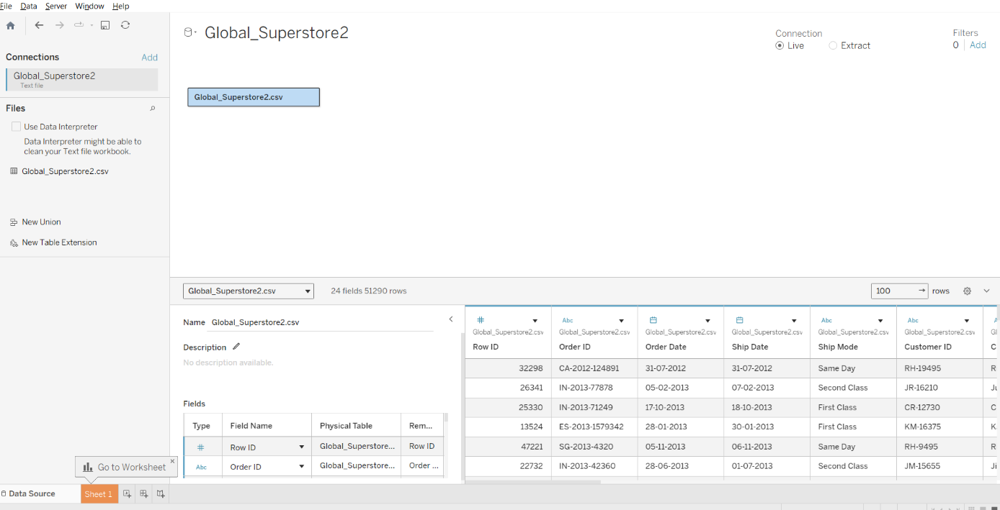 File Data Server Window Help
Global_Superstore2
Connection
Live Extract
Filters
0 Add
Connections Add
Global_Superstore2
Text file
Files
Use Data Interpreter
Data Interpreter might be able to
clean your Text file workbook.
Global_Superstore2.csv
New Union
New Table Extension
Global_Superstore2.csv
Global_Superstore2.csv 24 fields 51290 rows 100 rows
Name Global_Superstore2.csv
Description
No description available.
Fields
Type Field Name Physical Table Rem...
# Row ID Global_Superstore... Row ID
Abc Order ID Global_Superstore... Order ...
# Abc Abc Abc
Global_Superstore2.csv Global_Superstore2.csv Global_Superstore2.csv Global_Superstore2.csv Global_Superstore2.csv Global_Superstore2.csv
Row ID Order ID Order Date Ship Date Ship Mode Customer ID C
32298 CA-2012-124891 31-07-2012 31-07-2012 Same Day RH-19495 R
26341 IN-2013-77878 05-02-2013 07-02-2013 Second Class JR-16210
25330 IN-2013-71249 17-10-2013 18-10-2013 First Class CR-12730 C
13524 ES-2013-1579342 28-01-2013 30-01-2013 First Class KM-16375
47221 SG-2013-4320 05-11-2013 06-11-2013 Same Day RH-9495 R
22732 IN-2013-42360 28-06-2013 01-07-2013 Second Class JM-15655
Go to Worksheet
Data Source Sheet 1